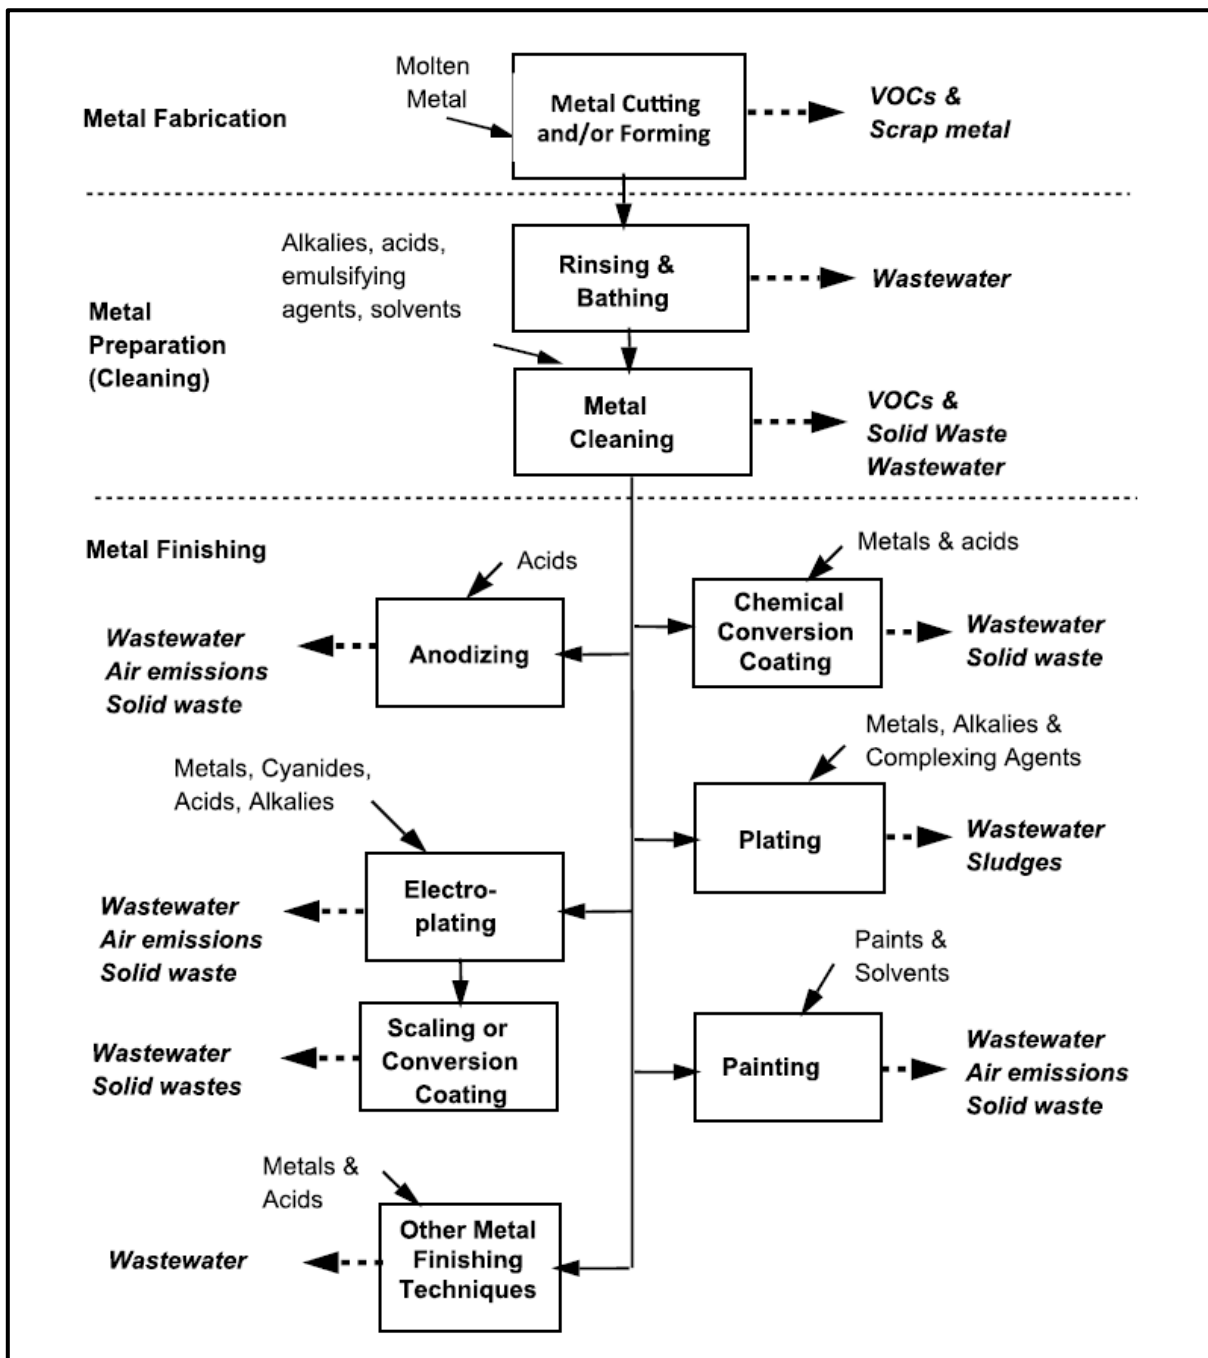 Molten
Metal
Metal Fabrication
Metal Cutting
and/or Forming
VOCs &
Scrap metal
Alkalies, acids,
emulsifying
agents, solvents
Rinsing &
Bathing
Wastewater
Metal
Preparation
(Cleaning)
Metal
Cleaning
VOCs &
Solid Waste
Wastewater
Metal Finishing
Acids
Metals & acids
Wastewater
Air emissions
Solid waste
Anodizing
Chemical
Conversion
Coating
Wastewater
Solid waste
Metals, Cyanides,
Acids, Alkalies
Metals, Alkalies &
Complexing Agents
Plating
Wastewater
Sludges
Wastewater
Air emissions
Solid waste
Electro-
plating
Paints &
Solvents
Wastewater
Solid wastes
Scaling or
Conversion
Coating
Painting
Wastewater
Air emissions
Solid waste
Metals &
Acids
Wastewater
Other Metal
Finishing
Techniques